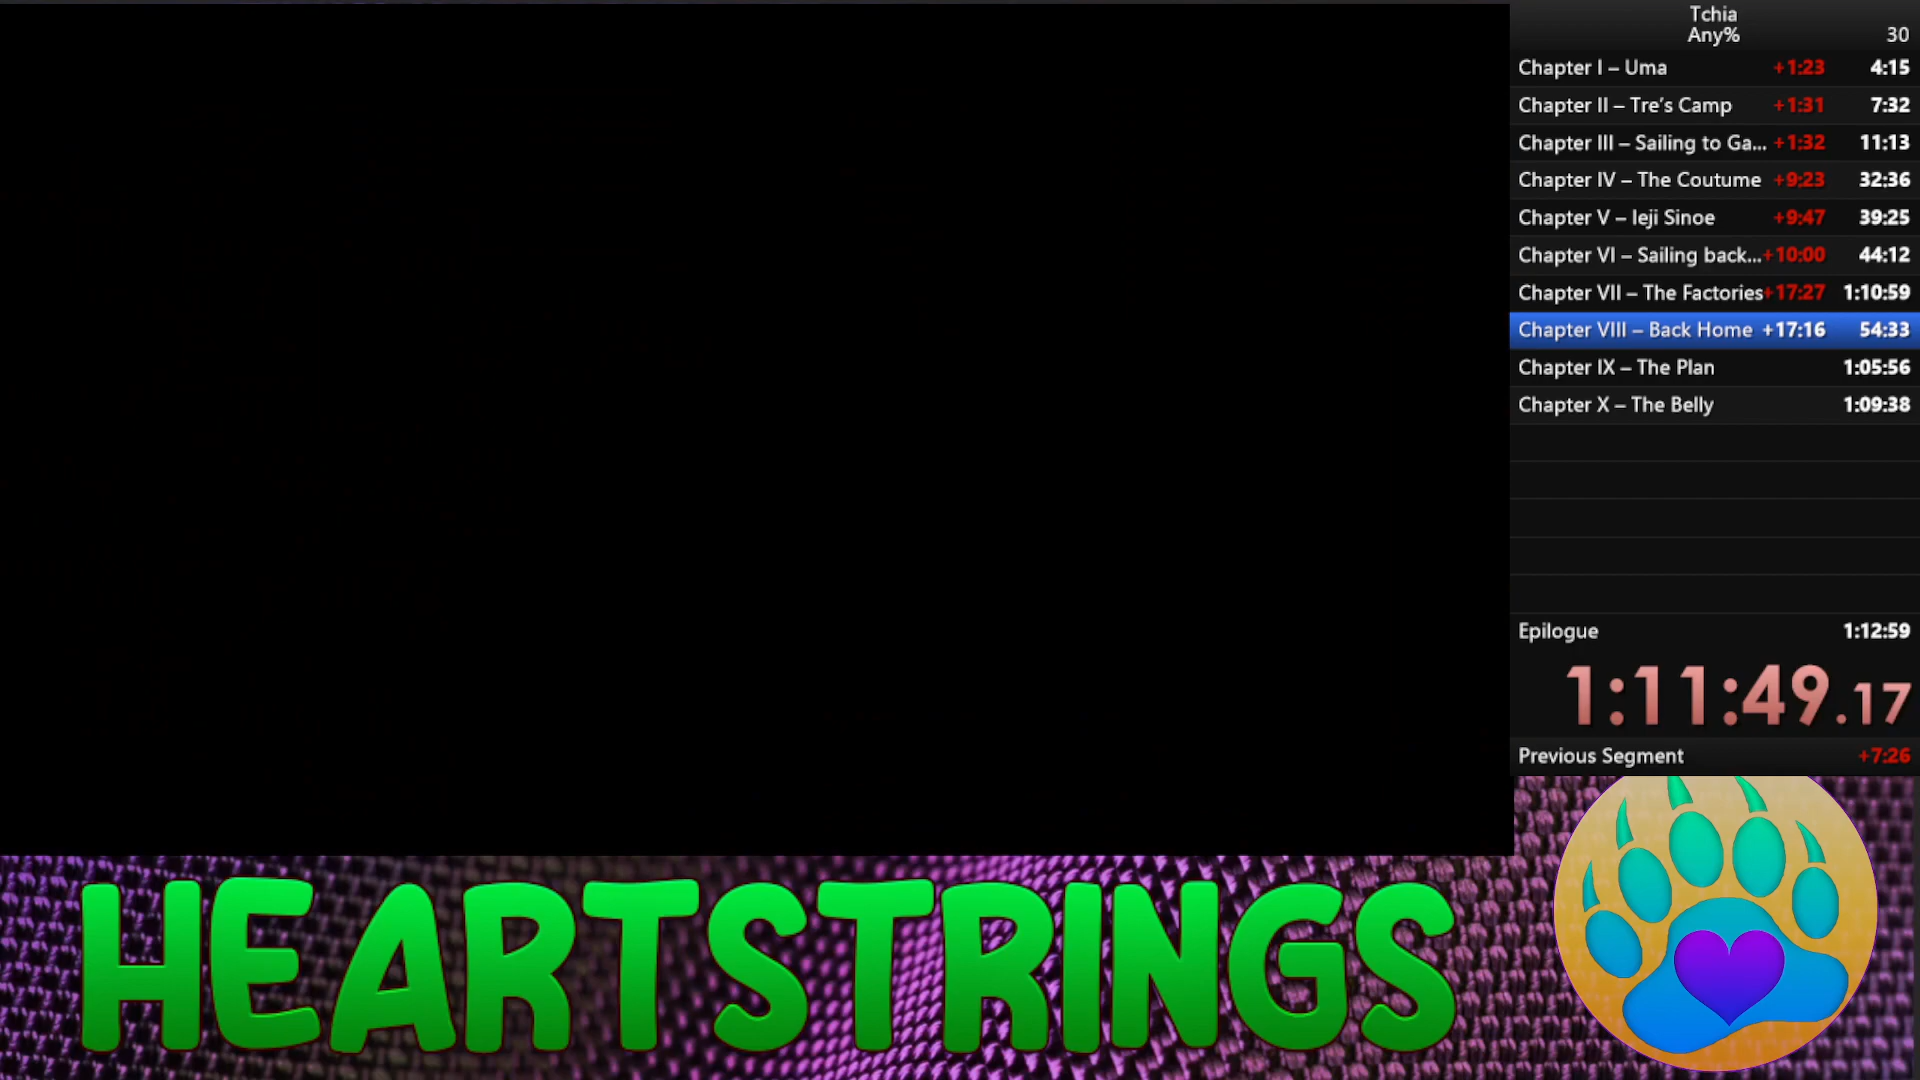 Tchia
Any% 30
Chapter I – Uma +1:23 4:15
Chapter II – Tre's Camp +1:31 7:32
Chapter III – Sailing to Ga... +1:32 11:13
Chapter IV – The Coutume +9:23 32:36
Chapter V – Ieji Sinoe +9:47 39:25
Chapter VI – Sailing back... +10:00 44:12
Chapter VII – The Factories +17:27 1:10:59
Chapter VIII – Back Home +17:16 54:33
Chapter IX – The Plan 1:05:56
Chapter X – The Belly 1:09:38
Epilogue 1:12:59
1:11:49.17
Previous Segment +7:26
HEARTSTRINGS